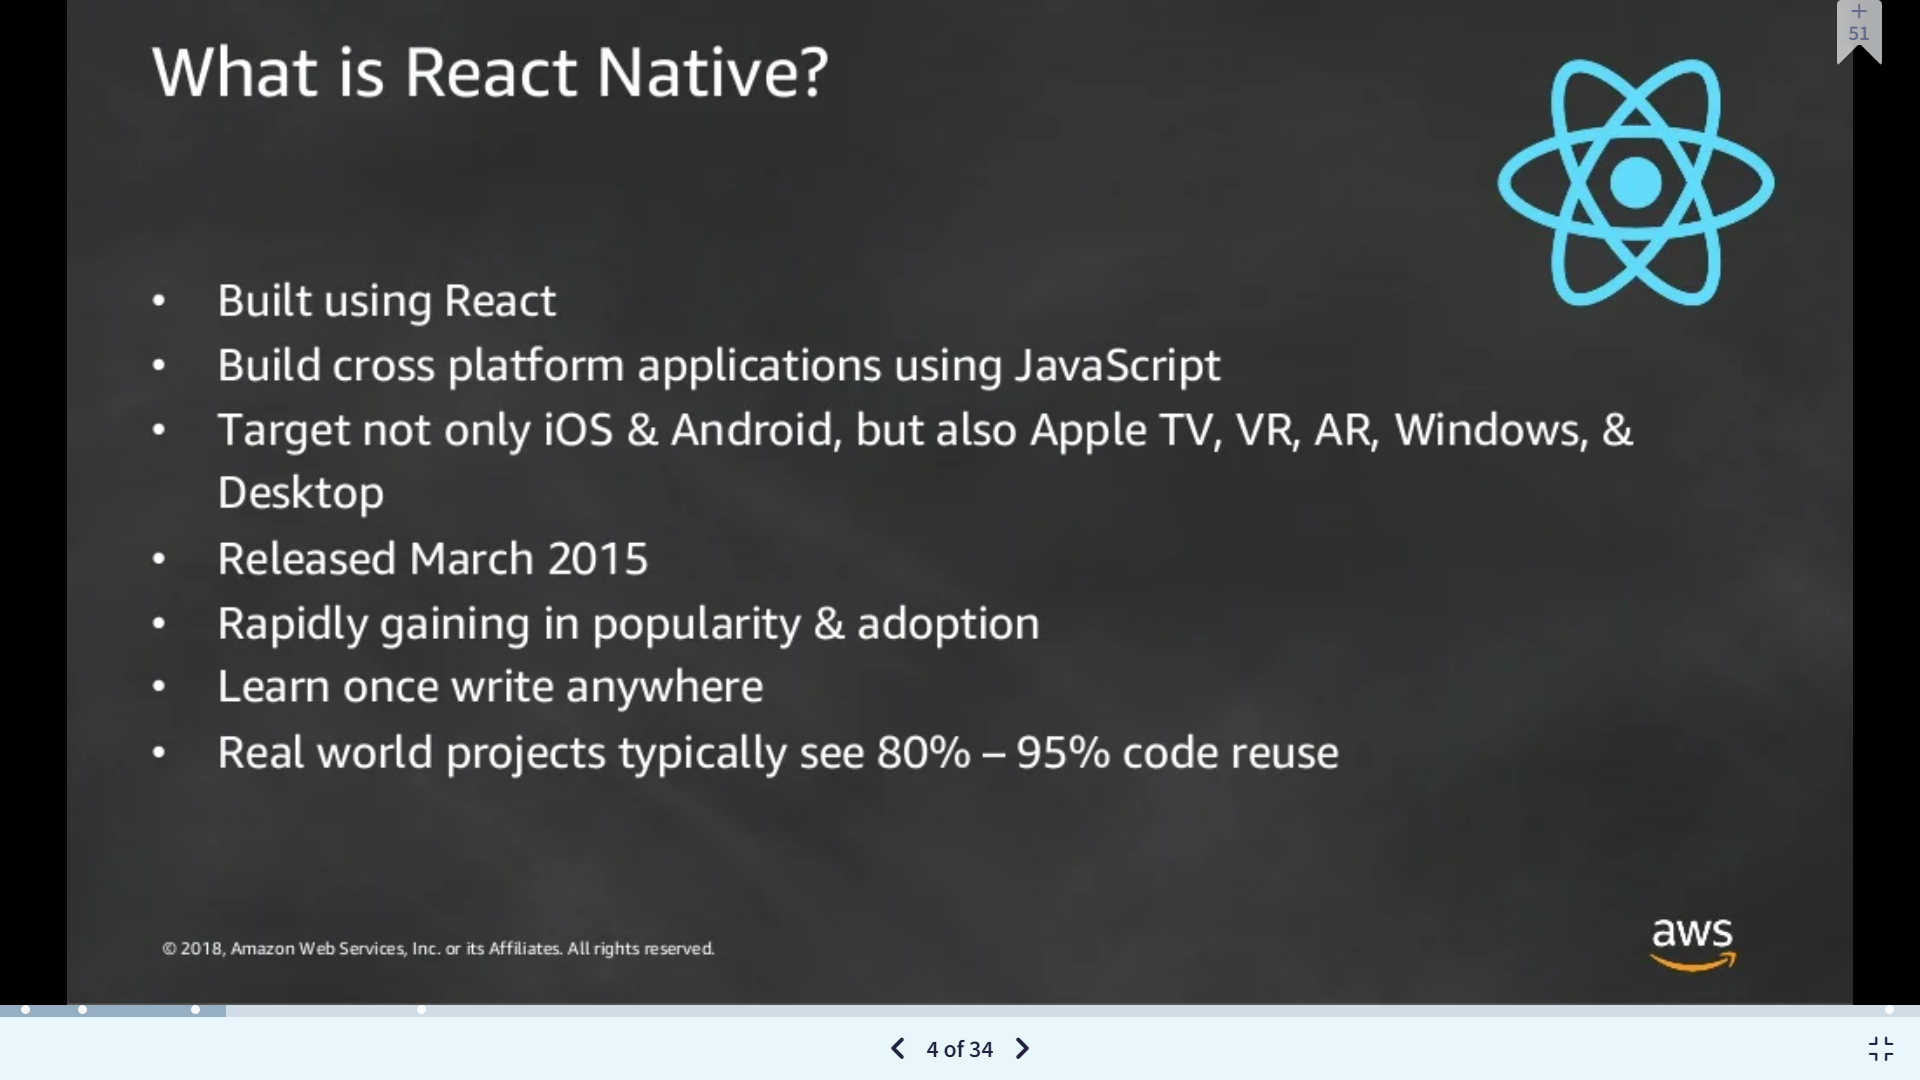 +
51
What is React Native?
• Built using React
• Build cross platform applications using JavaScript
• Target not only iOS & Android, but also Apple TV, VR, AR, Windows, &
Desktop
• Released March 2015
• Rapidly gaining in popularity & adoption
• Learn once write anywhere
• Real world projects typically see 80% – 95% code reuse
© 2018, Amazon Web Services, Inc. or its Affiliates. All rights reserved.
aws
4 of 34